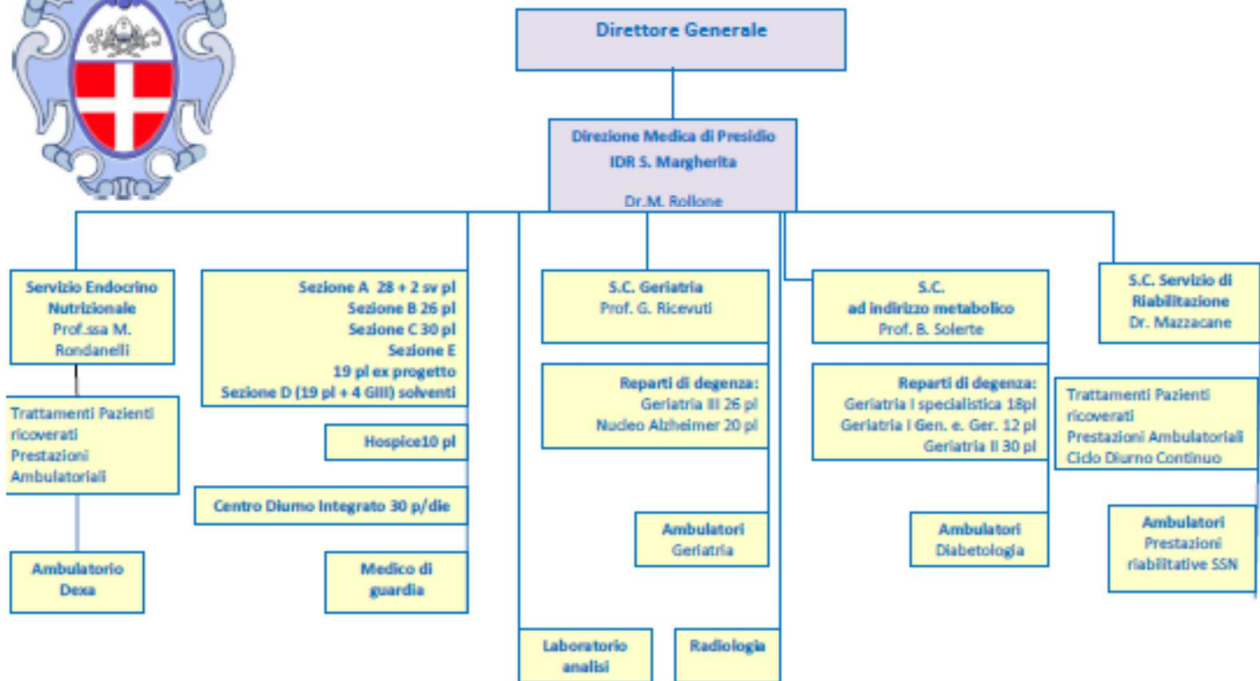 Direttore Generale
Direzione Medica di Presidio
IDR S. Margherita
Dr.M. Rollone
Servizio Endocrino
Nutrizionale
Prof.ssa M.
Rondanelli
Sezione A 28 + 2 sv pl
Sezione B 26 pl
Sezione C 30 pl
Sezione E
19 pl ex progetto
Sezione D (19 pl + 4 GIII) solventi
S.C. Geriatria
Prof. G. Ricevuti
S.C.
ad indirizzo metabolico
Prof. B. Solerte
S.C. Servizio di
Riabilitazione
Dr. Mazzacane
Trattamenti Pazienti
ricoverati
Prestazioni
Ambulatoriali
Hospice10 pl
Reparti di degenza:
Geriatria III 26 pl
Nucleo Alzheimer 20 pl
Reparti di degenza:
Geriatria I specialistica 18pl
Geriatria I Gen. e. Ger. 12 pl
Geriatria II 30 pl
Trattamenti Pazienti
ricoverati
Prestazioni Ambulatoriali
Ciclo Diurno Continuo
Centro Diurno Integrato 30 p/die
Ambulatorio
Dexa
Medico di
guardia
Ambulatori
Geriatria
Ambulatori
Diabetologia
Ambulatori
Prestazioni
riabilitative SSN
Laboratorio
analisi
Radiologia